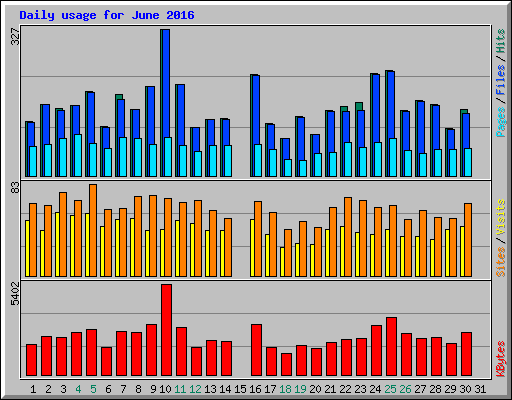 Daily usage for June 2016
327
Pages / Files / Hits
83
Sites / Visits
5402
KBytes
1 2 3 4 5 6 7 8 9 10 11 12 13 14 15 16 17 18 19 20 21 22 23 24 25 26 27 28 29 30 31